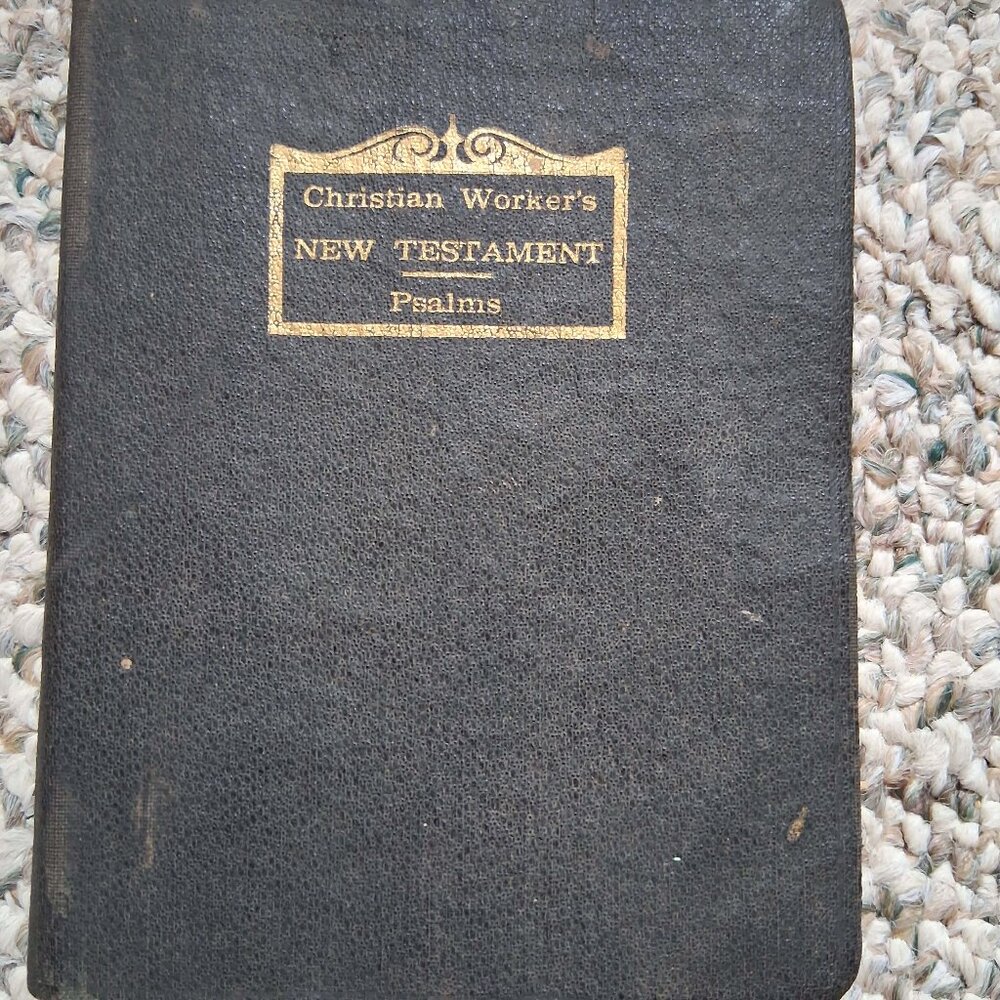 Christian Worker's
NEW TESTAMENT
Psalms